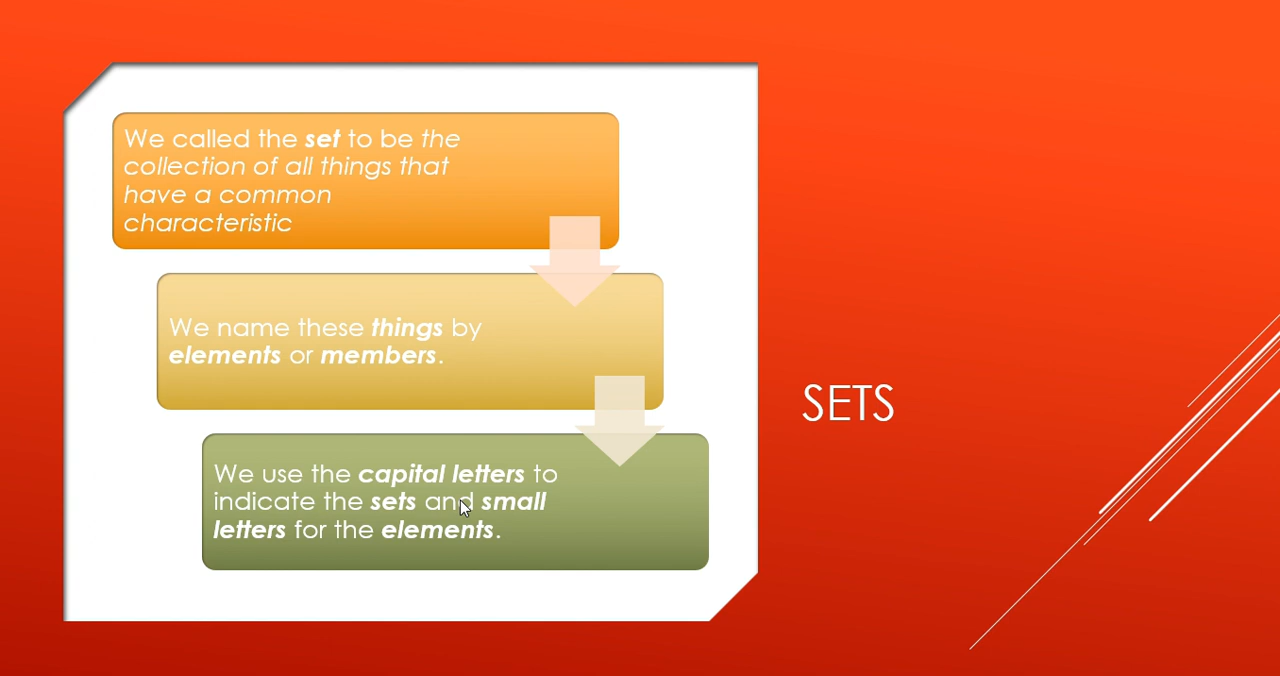 We called the set to be the
collection of all things that
have a common
characteristic
We name these things by
elements or members.
We use the capital letters to
indicate the sets and small
letters for the elements.
SETS